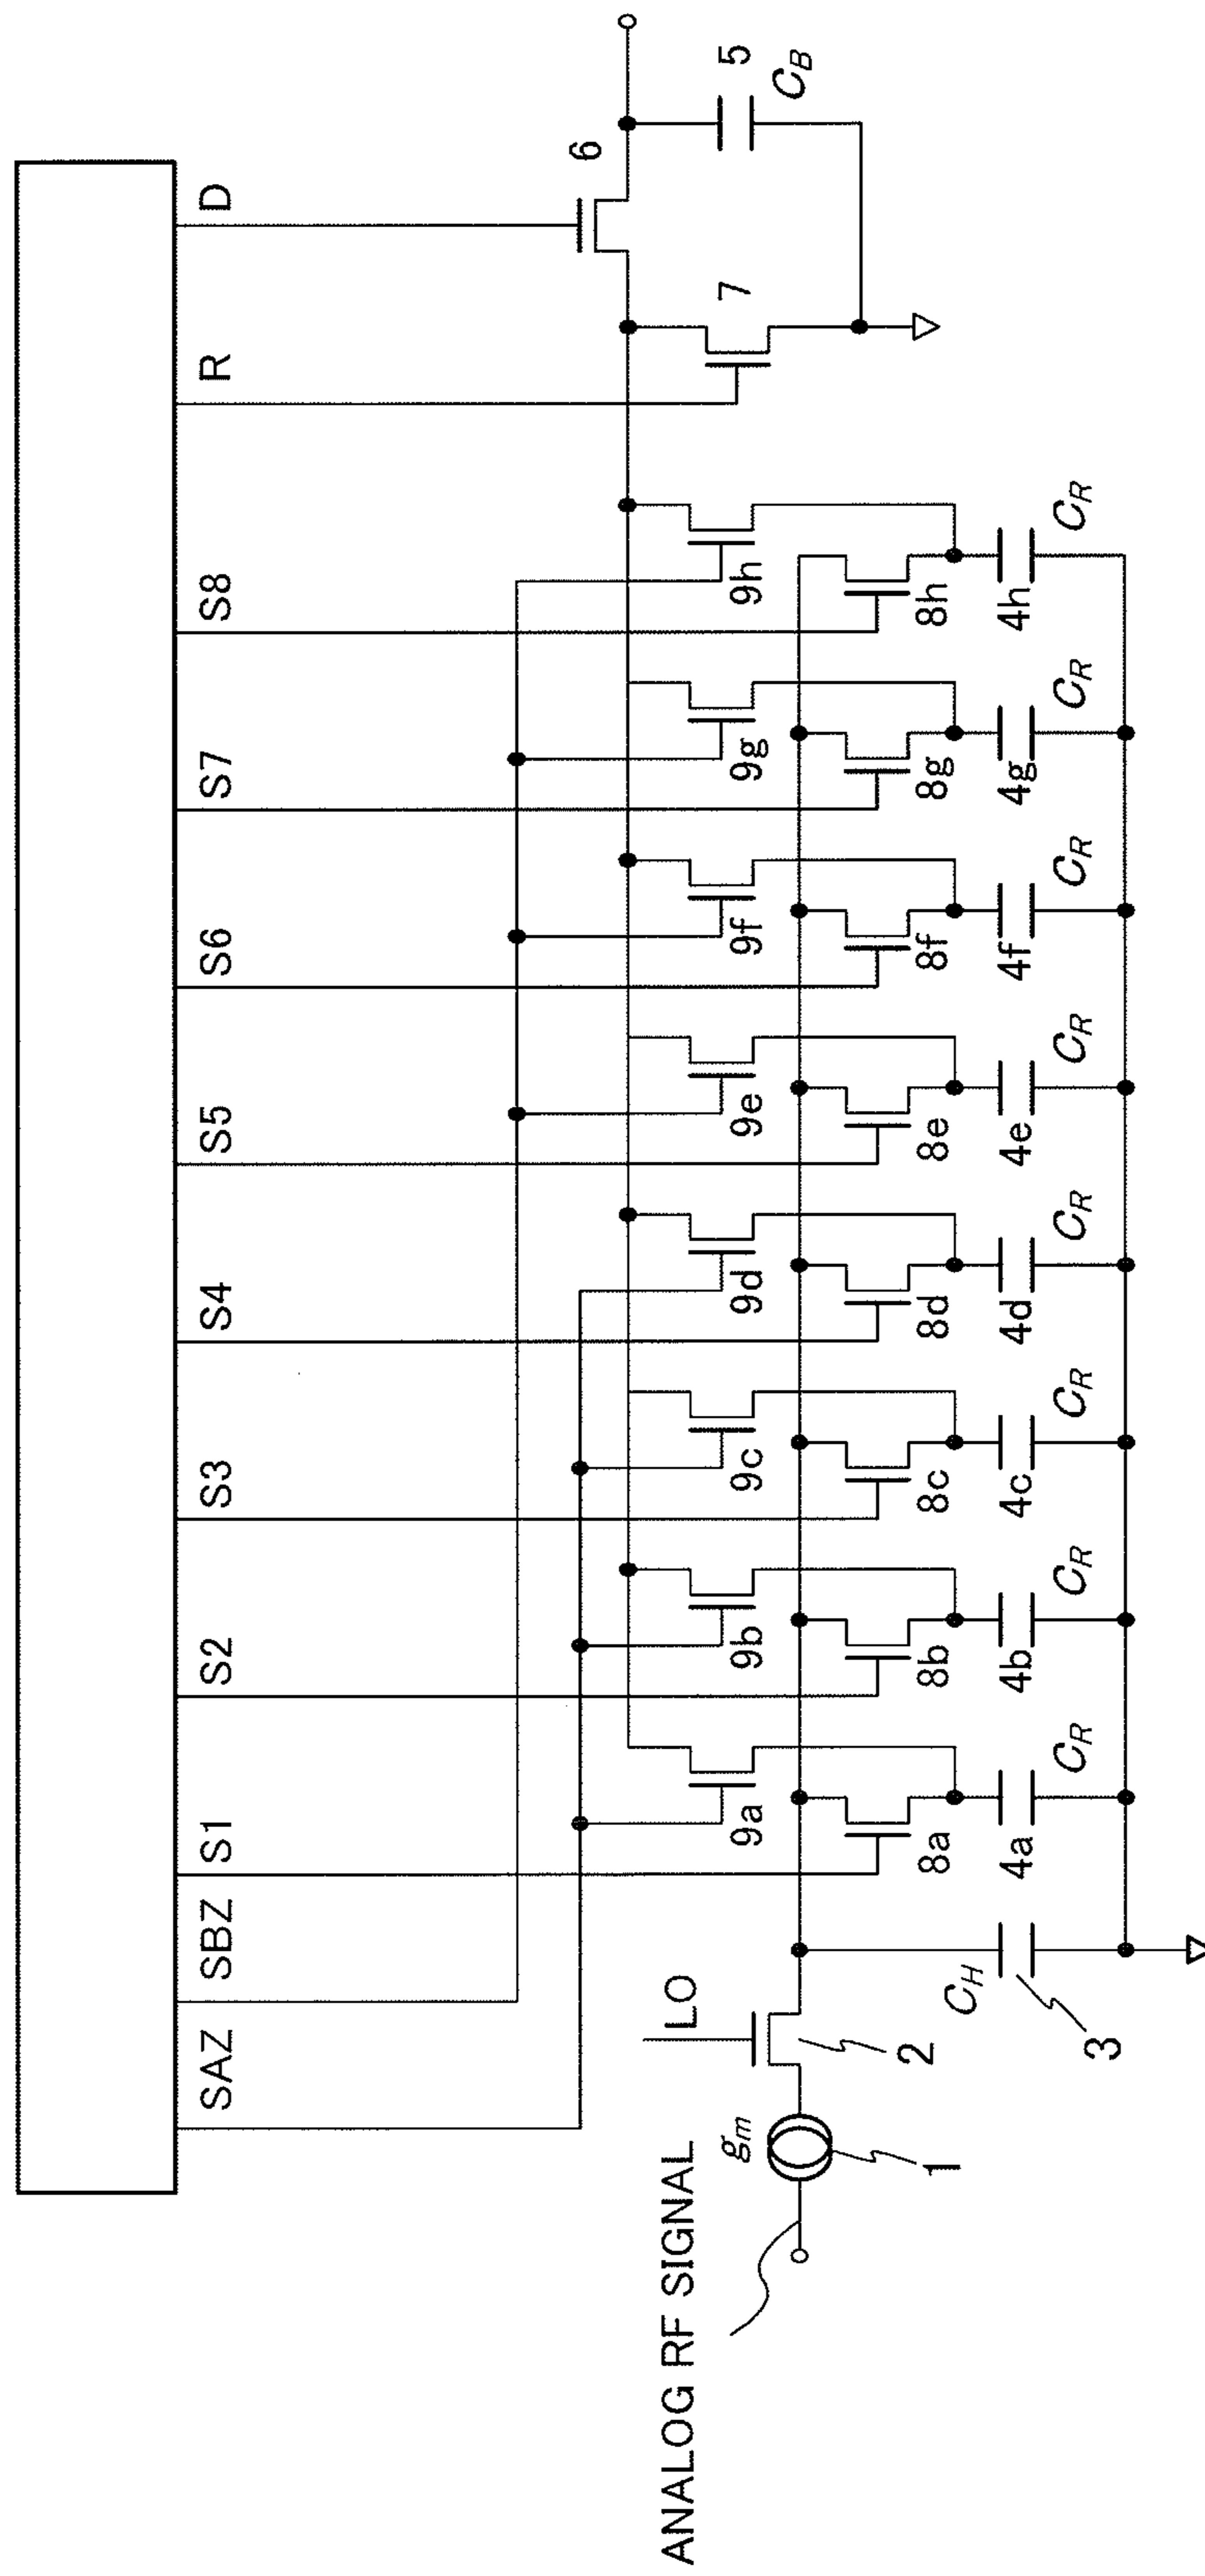 SAZ
SBZ
S1
S2
S3
S4
S5
S6
S7
S8
R
D
6
5
C_B
7
9a
9b
9c
9d
9e
9f
9g
9h
ANALOG RF SIGNAL
g_m
LO
1
2
8a
8b
8c
8d
8e
8f
8g
8h
C_H
3
4a
4b
4c
4d
4e
4f
4g
4h
C_R
C_R
C_R
C_R
C_R
C_R
C_R
C_R